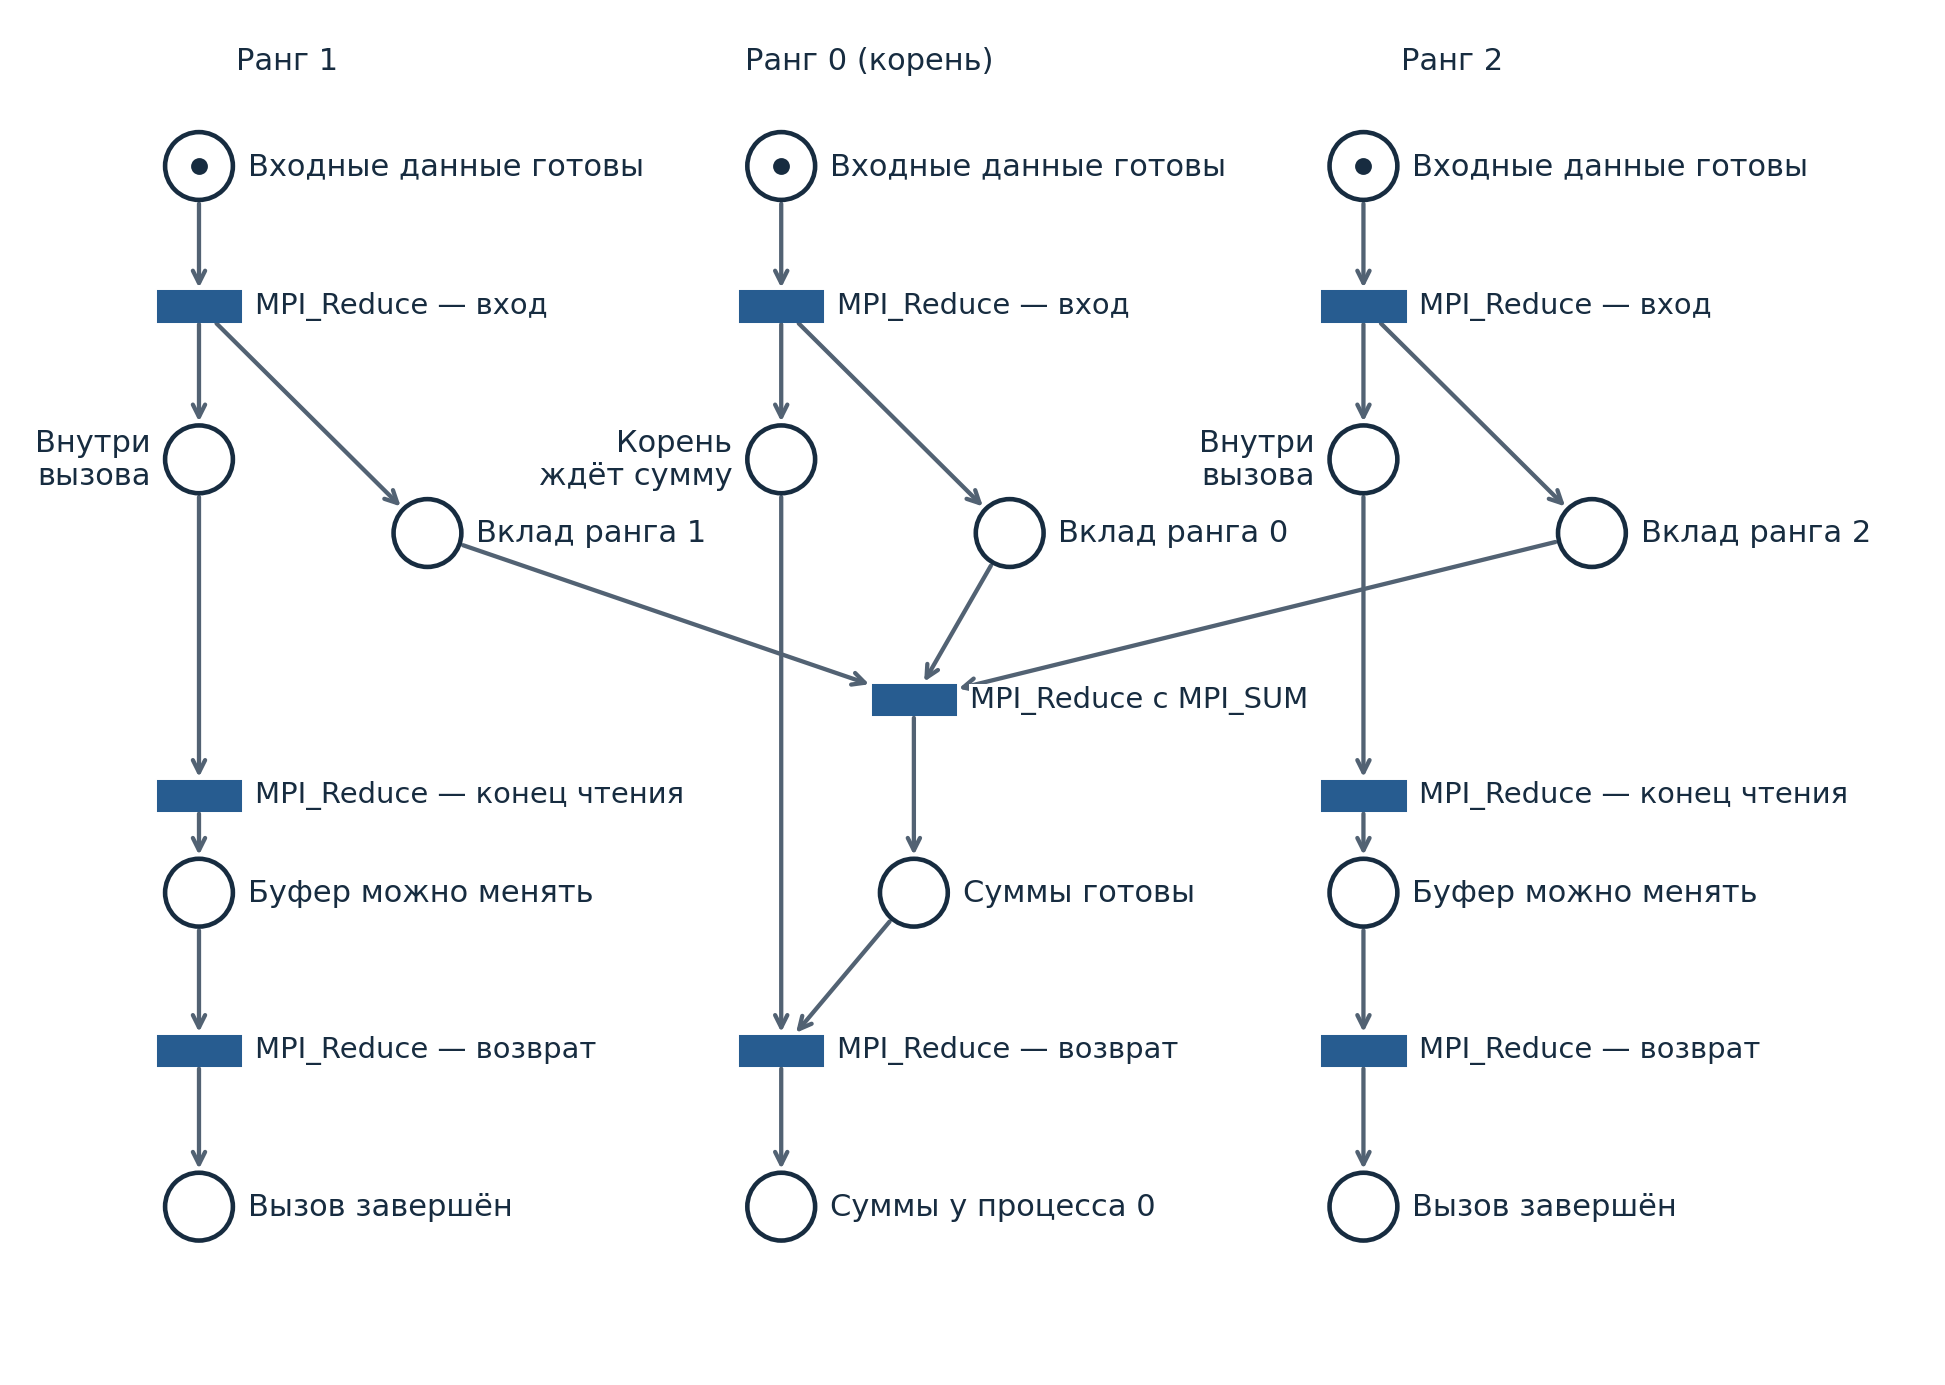 Ранг 1
Ранг 0 (корень)
Ранг 2
Входные данные готовы
Входные данные готовы
Входные данные готовы
MPI_Reduce — вход
MPI_Reduce — вход
MPI_Reduce — вход
Внутри
вызова
Корень
ждёт сумму
Внутри
вызова
Вклад ранга 1
Вклад ранга 0
Вклад ранга 2
MPI_Reduce с MPI_SUM
MPI_Reduce — конец чтения
MPI_Reduce — конец чтения
Буфер можно менять
Суммы готовы
Буфер можно менять
MPI_Reduce — возврат
MPI_Reduce — возврат
MPI_Reduce — возврат
Вызов завершён
Суммы у процесса 0
Вызов завершён